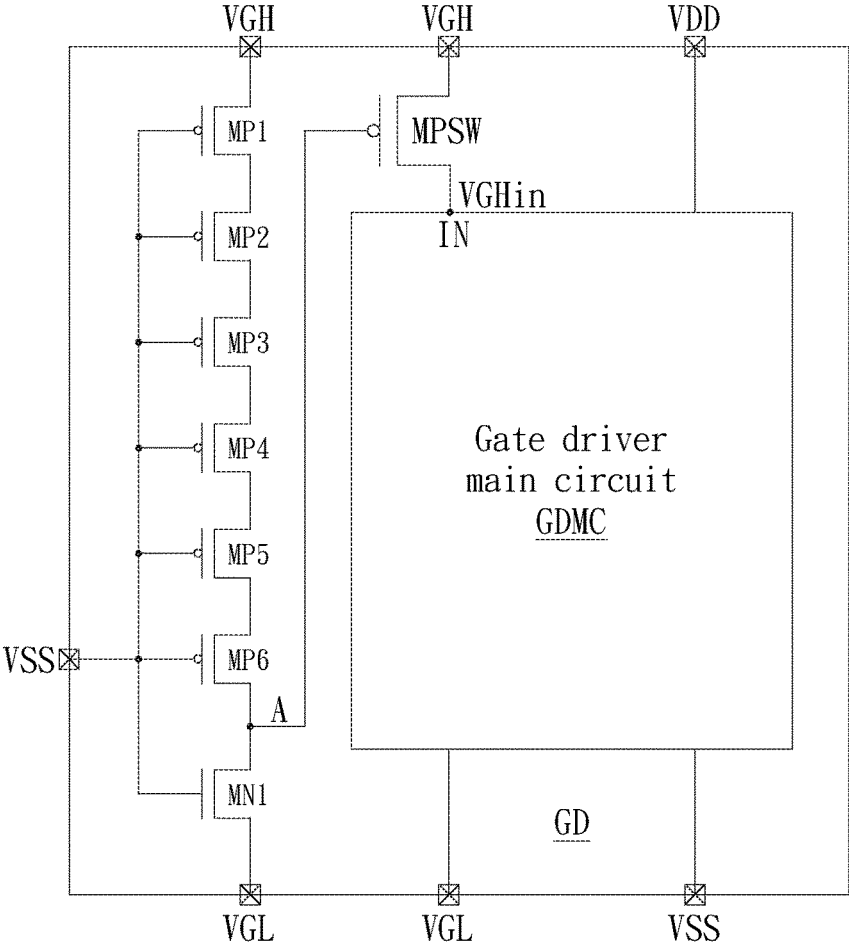 VGH
VGH
VDD
MP1
MPSW
VGHin
IN
MP2
MP3
MP4
Gate driver
main circuit
GDMC
MP5
VSS
MP6
A
MN1
GD
VGL
VGL
VSS